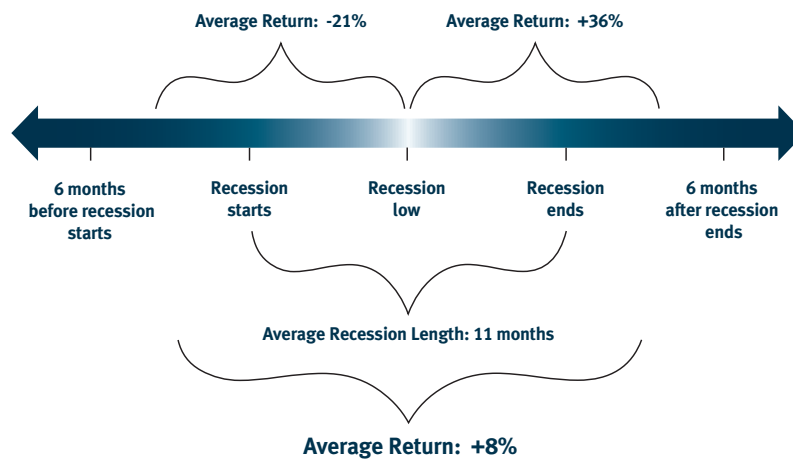 Average Return: -21%
Average Return: +36%
6 months
before recession
starts
Recession
starts
Recession
low
Recession
ends
6 months
after recession
ends
Average Recession Length: 11 months
Average Return: +8%